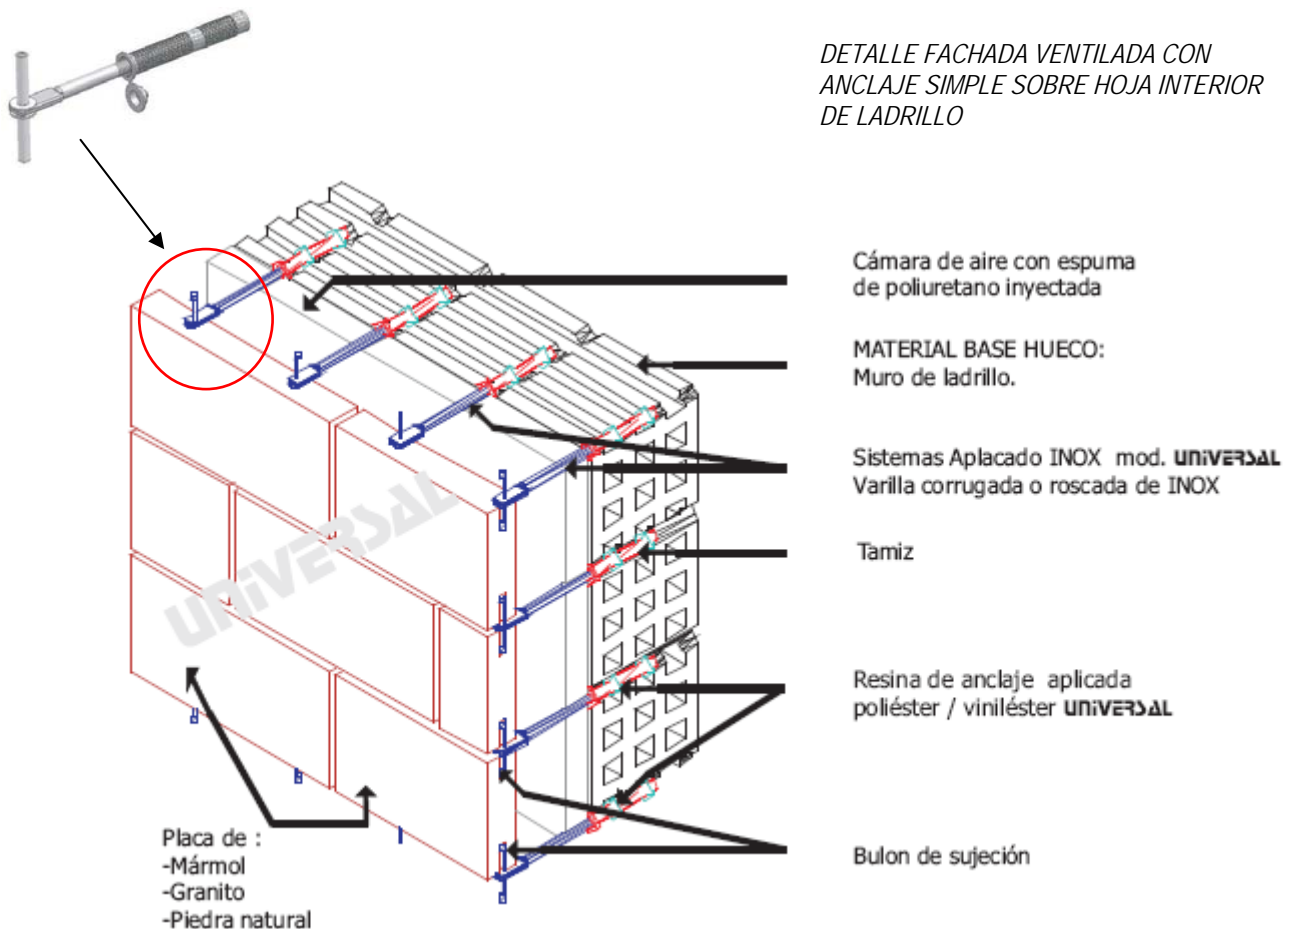 DETALLE FACHADA VENTILADA CON
ANCLAJE SIMPLE SOBRE HOJA INTERIOR
DE LADRILLO
Cámara de aire con espuma
de poliuretano inyectada
MATERIAL BASE HUECO:
Muro de ladrillo.
Sistemas Aplacado INOX mod. UNiVERSAL
Varilla corrugada o roscada de INOX
Tamiz
UNiVERSAL
Resina de anclaje aplicada
poliéster / viniléster UNiVERSAL
Bulon de sujeción
Placa de :
-Mármol
-Granito
-Piedra natural